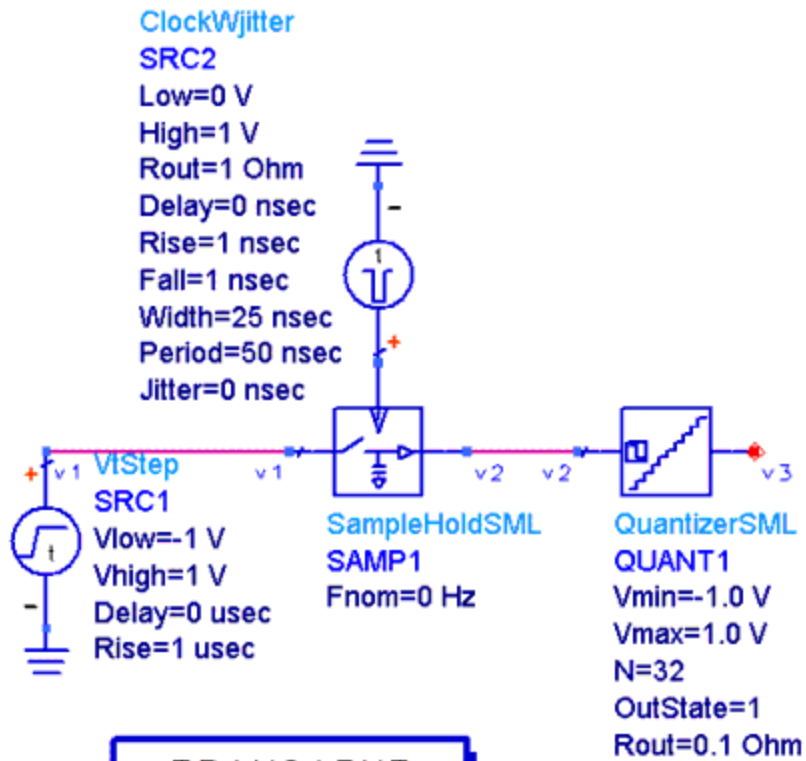 ClockWjitter
SRC2
Low=0 V
High=1 V
Rout=1 Ohm
Delay=0 nsec
Rise=1 nsec
Fall=1 nsec
Width=25 nsec
Period=50 nsec
Jitter=0 nsec
-
t
+
+
v1
VtStep
SRC1
Vlow=-1 V
Vhigh=1 V
Delay=0 usec
Rise=1 usec
t
-
v1
v2
v2
v3
SampleHoldSML
SAMP1
Fnom=0 Hz
QuantizerSML
QUANT1
Vmin=-1.0 V
Vmax=1.0 V
N=32
OutState=1
Rout=0.1 Ohm